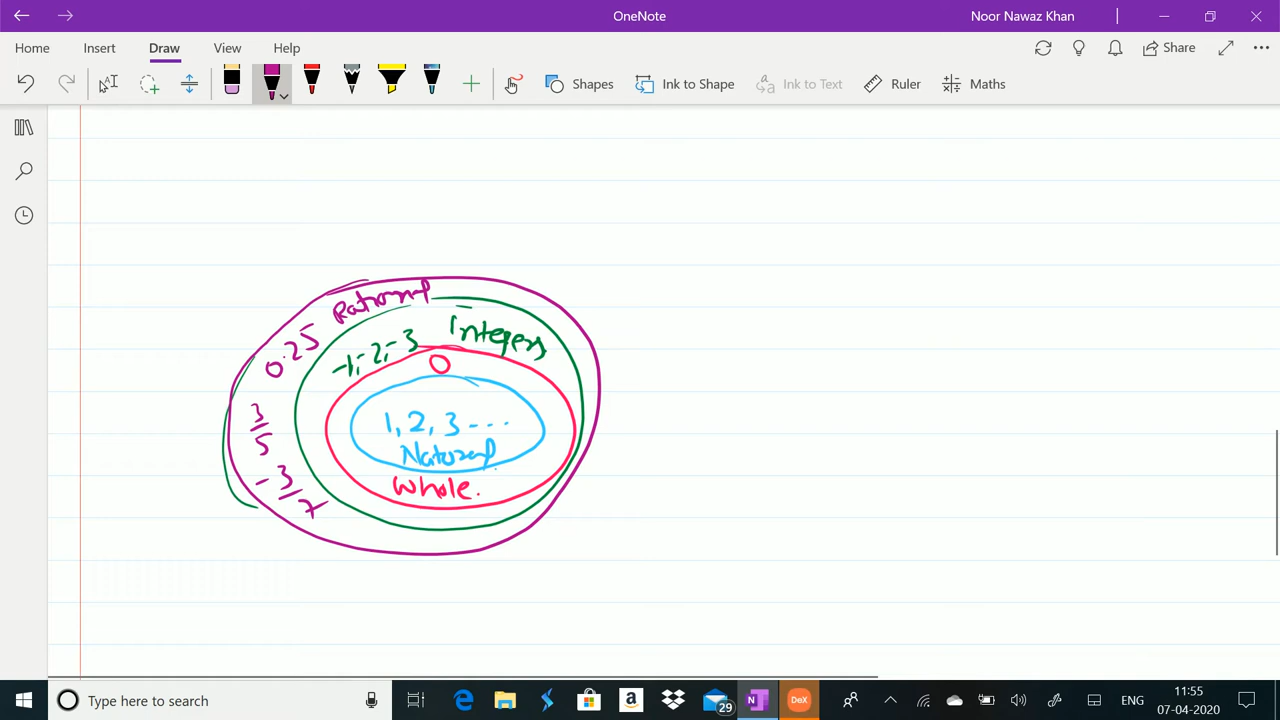 OneNote
Noor Nawaz Khan
Home Insert Draw View Help
Share
Shapes Ink to Shape Ink to Text Ruler Maths
Rational
0.25
Integers
-1, -2, -3
0
3/5
1, 2, 3 - - -
Natural
-3/7
Whole.
Type here to search
29
N
DeX
ENG
11:55
07-04-2020